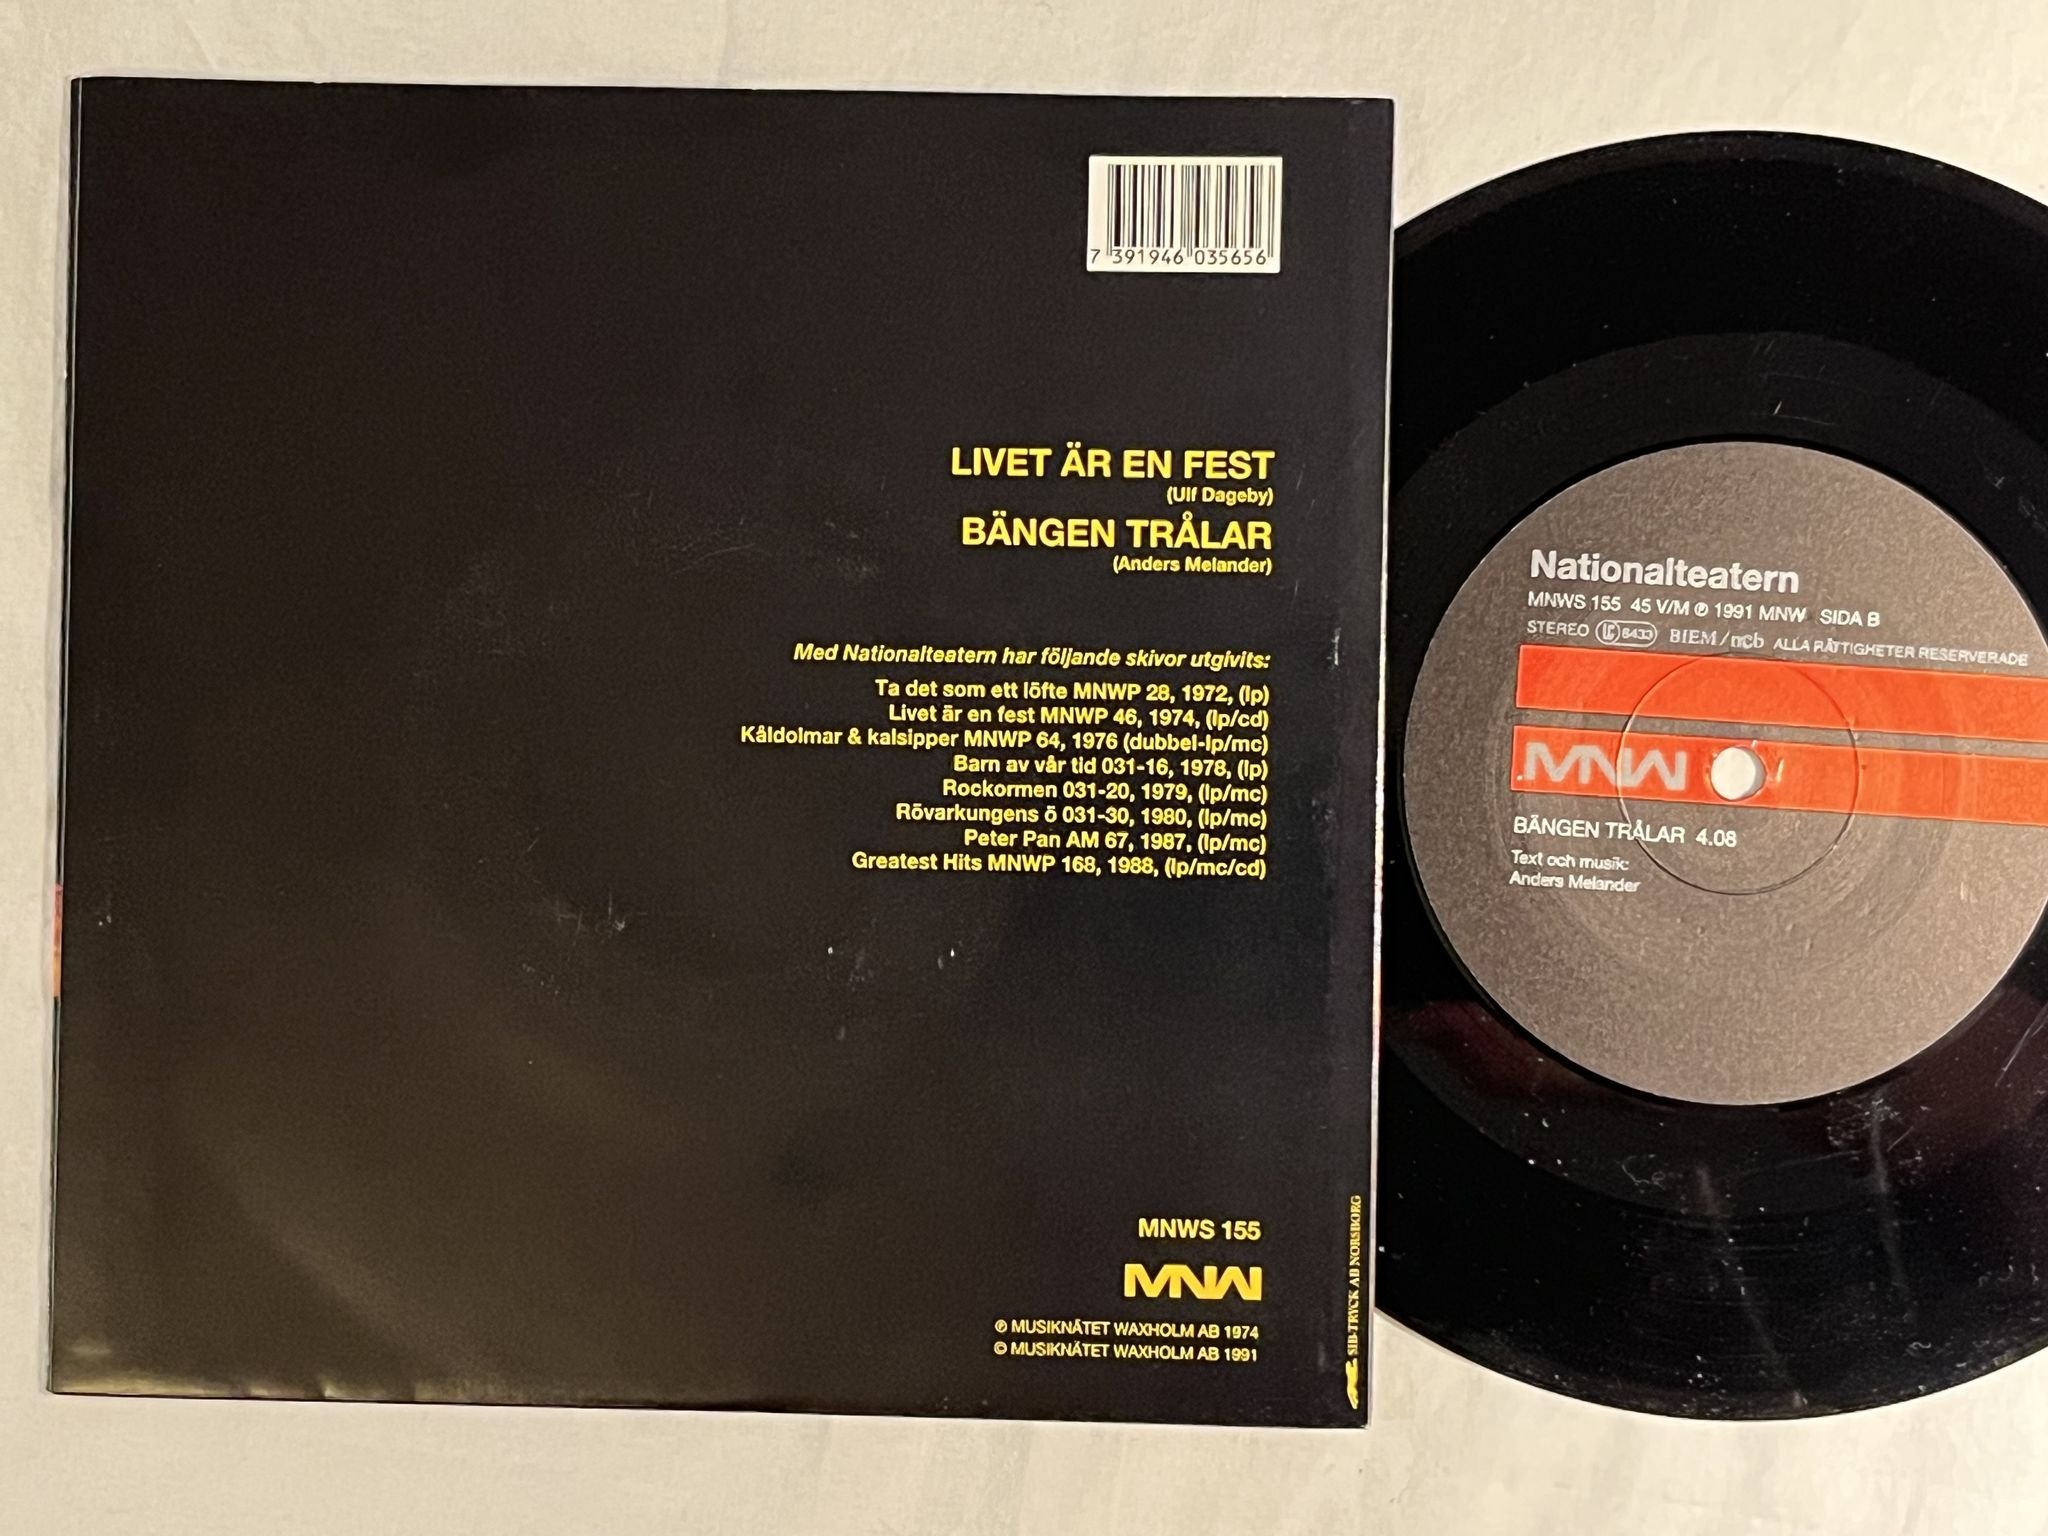 7 391946 035656
LIVET ÄR EN FEST
(Ulf Dageby)
BÄNGEN TRÅLAR
(Anders Melander)
Med Nationalteatern har följande skivor utgivits:
Ta det som ett löfte MNWP 28, 1972, (lp)
Livet är en fest MNWP 46, 1974, (lp/cd)
Kåldolmar & kalsipper MNWP 64, 1976 (dubbel-lp/mc)
Barn av vår tid 031-16, 1978, (lp)
Rockormen 031-20, 1979, (lp/mc)
Rövarkungens ö 031-30, 1980, (lp/mc)
Peter Pan AM 67, 1987, (lp/mc)
Greatest Hits MNWP 168, 1988, (lp/mc/cd)
MNWS 155
MNW
℗ MUSIKNÄTET WAXHOLM AB 1974
© MUSIKNÄTET WAXHOLM AB 1991
SIB-TRYCK AB NORSBORG
Nationalteatern
MNWS 155 45 V/M ℗ 1991 MNW SIDA B
STEREO LC 8433 BIEM/ncb ALLA RÄTTIGHETER RESERVERADE
MNW
BÄNGEN TRÅLAR 4.08
Text och musik:
Anders Melander